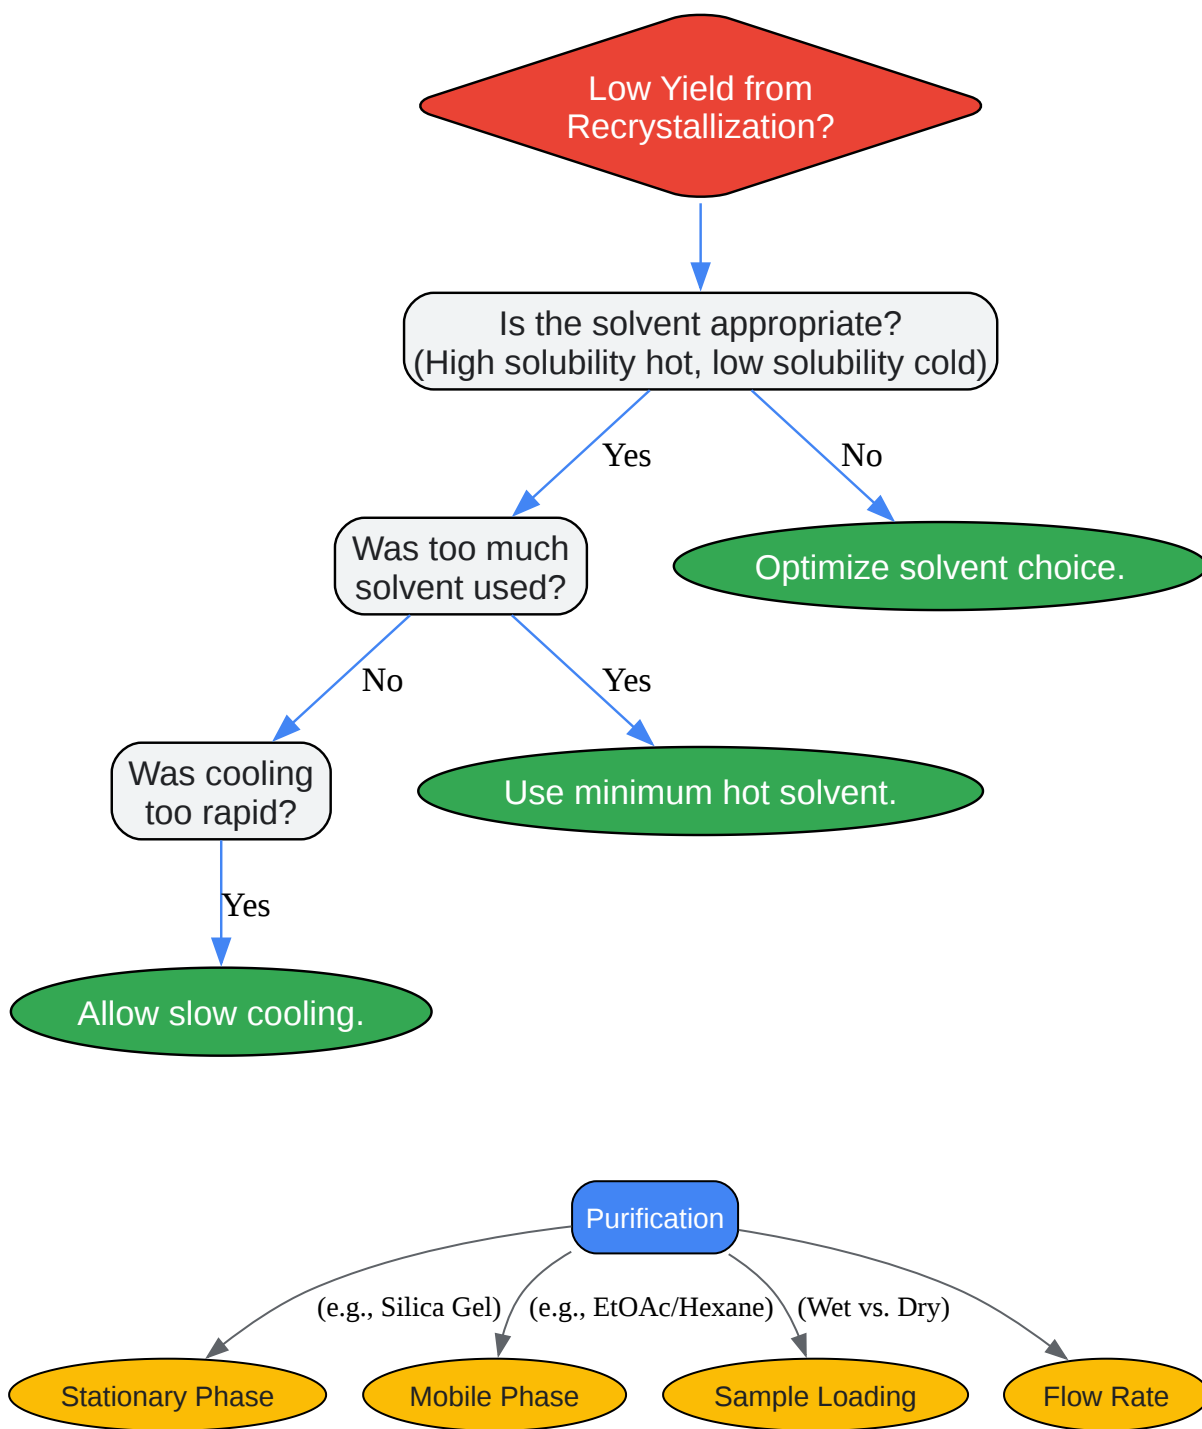 Low Yield from
Recrystallization?
Is the solvent appropriate?
(High solubility hot, low solubility cold)
Yes
No
Was too much
solvent used?
Optimize solvent choice.
No
Yes
Was cooling
too rapid?
Use minimum hot solvent.
Yes
Allow slow cooling.
Purification
(e.g., Silica Gel)
(e.g., EtOAc/Hexane)
(Wet vs. Dry)
Stationary Phase
Mobile Phase
Sample Loading
Flow Rate